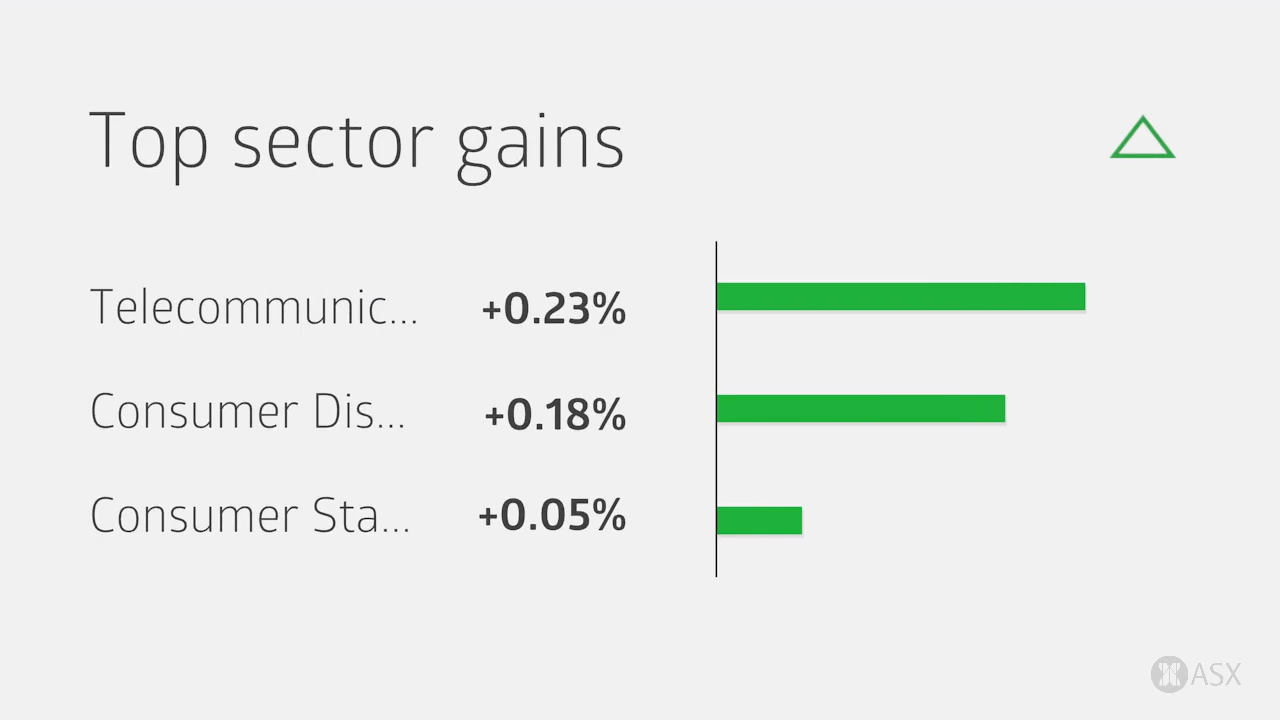 Top sector gains
Telecommunic... +0.23%
Consumer Dis... +0.18%
Consumer Sta... +0.05%
ASX